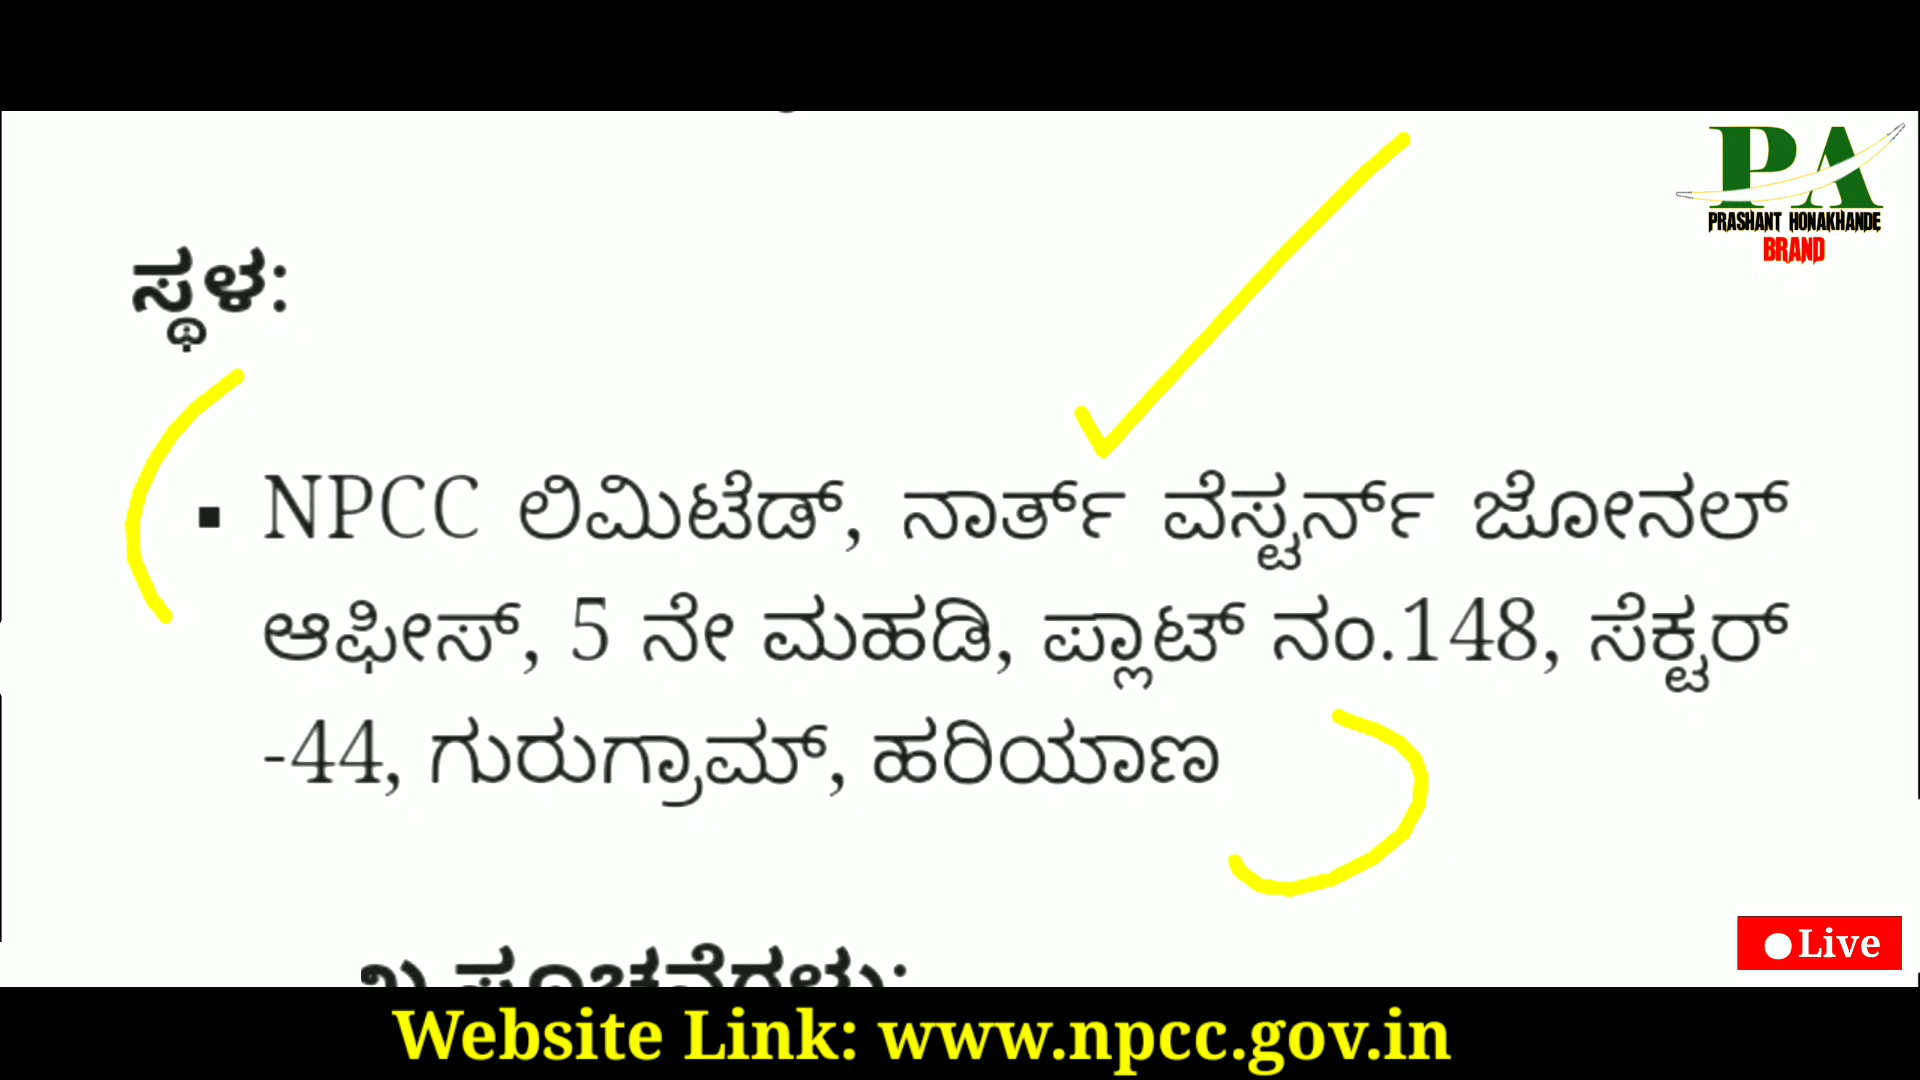 PA
PRASHANT HONAKHANDE
BRAND
ಸ್ಥಳ:
▪ NPCC ಲಿಮಿಟೆಡ್, ನಾರ್ತ್ ವೆಸ್ಟರ್ನ್ ಜೋನಲ್
ಆಫೀಸ್, 5 ನೇ ಮಹಡಿ, ಪ್ಲಾಟ್ ನಂ.148, ಸೆಕ್ಟರ್
-44, ಗುರುಗ್ರಾಮ್, ಹರಿಯಾಣ
Live
Website Link: www.npcc.gov.in